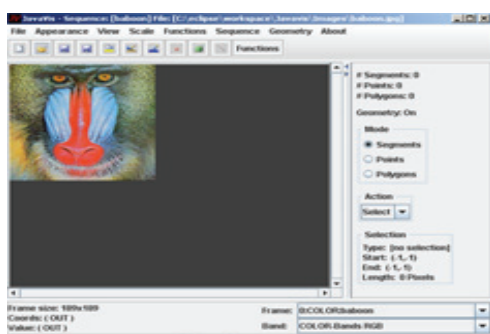 JavaVis - Sequence: [baboon] File: [C:\eclipse\workspace\Javavis\Images\baboon.jpg]
File Appearance View Scale Functions Sequence Geometry About
Functions
# Segments: 0
# Points: 0
# Polygons: 0
Geometry: On
Mode
Segments
Points
Polygons
Action
Select
Selection
Type: [no selection]
Start: (-1,-1)
End: (-1,-1)
Length: 0 Pixels
Frame size: 189x189
Coords: ( OUT )
Value: ( OUT )
Frame: 0:COLOR:baboon
Band: COLOR-Bands RGB